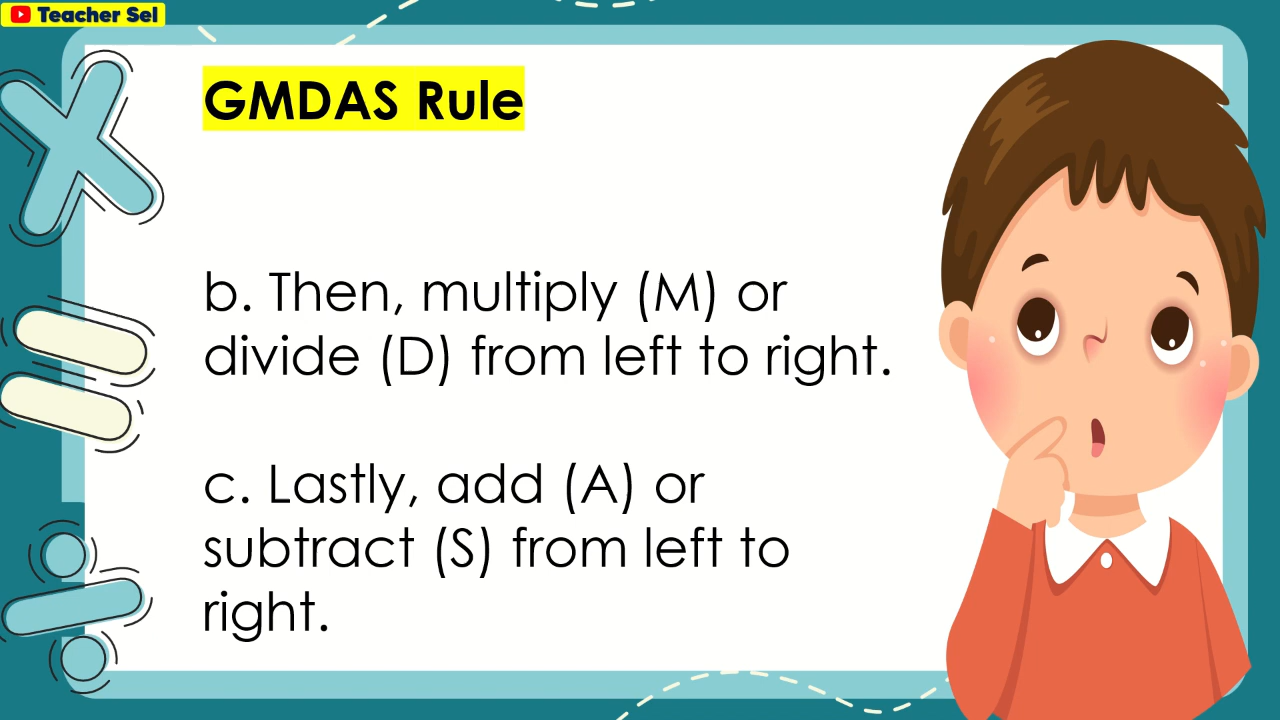 Teacher Sel
GMDAS Rule
b. Then, multiply (M) or
divide (D) from left to right.
c. Lastly, add (A) or
subtract (S) from left to
right.